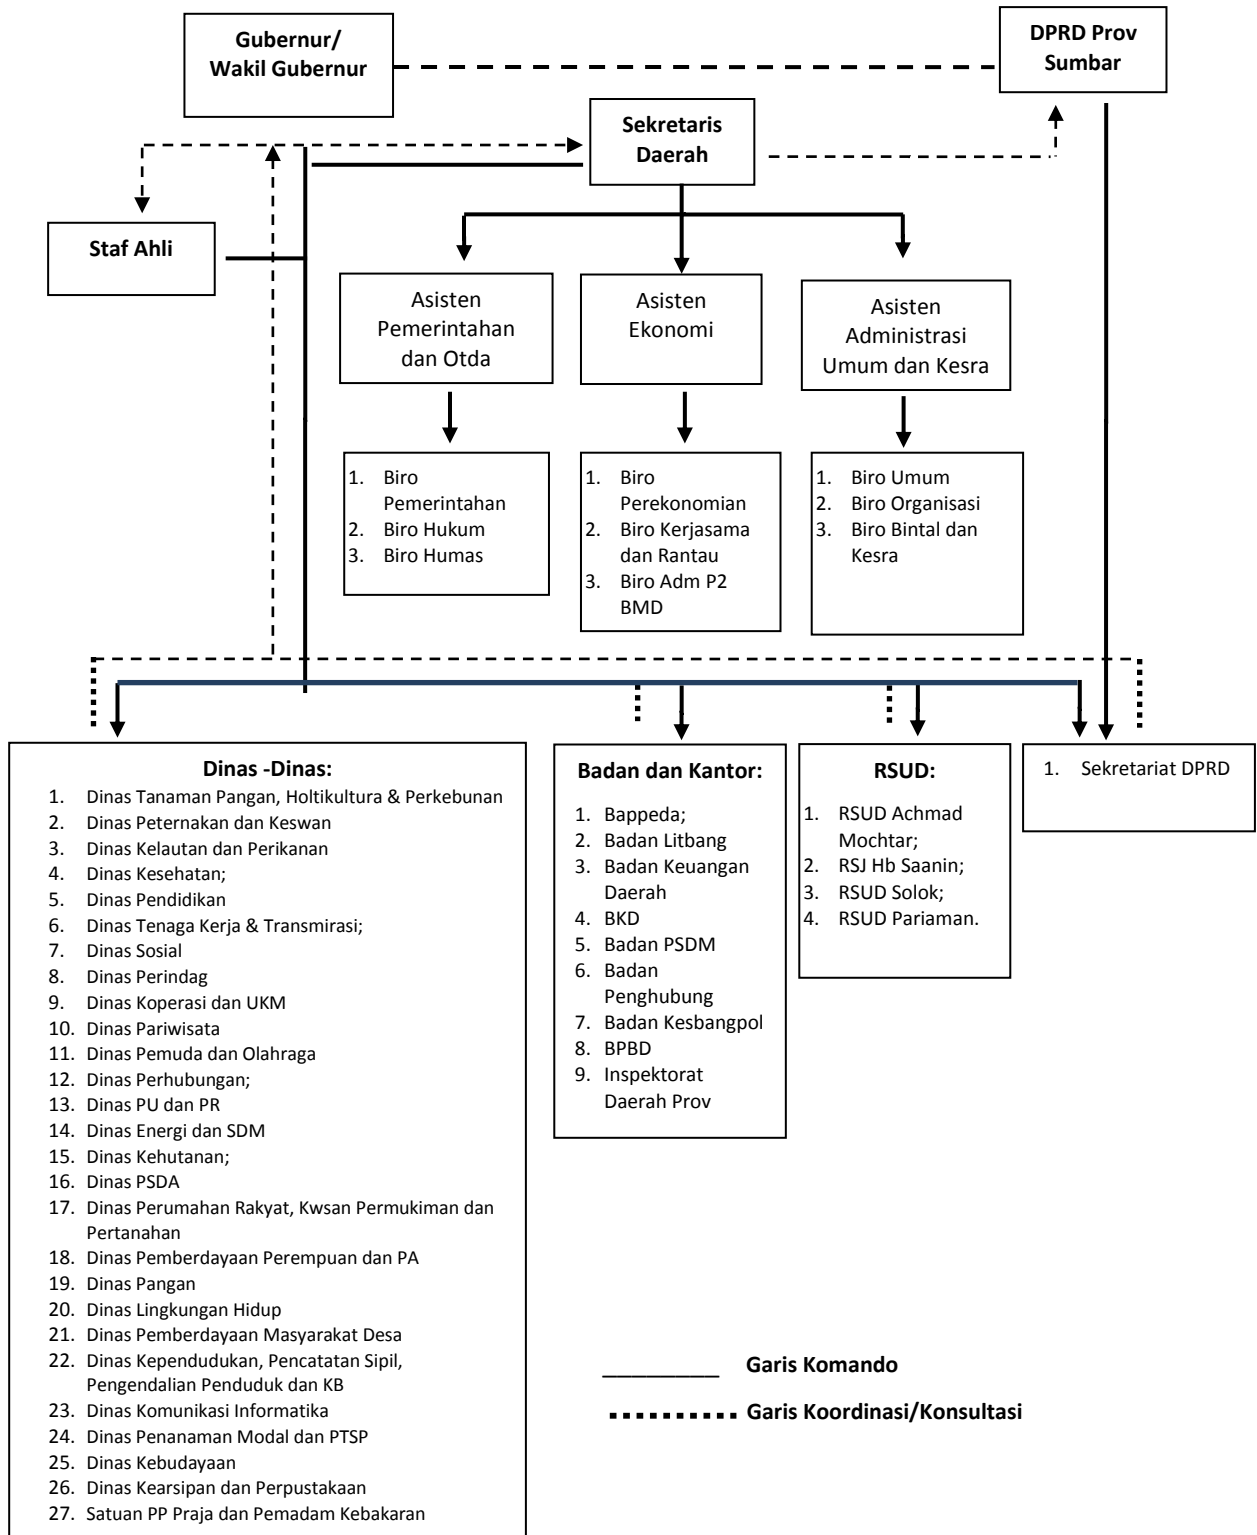 Gubernur/
Wakil Gubernur
DPRD Prov
Sumbar
Sekretaris
Daerah
Staf Ahli
Asisten
Pemerintahan
dan Otda
Asisten
Ekonomi
Asisten
Administrasi
Umum dan Kesra
1. Biro
Pemerintahan
2. Biro Hukum
3. Biro Humas
1. Biro
Perekonomian
2. Biro Kerjasama
dan Rantau
3. Biro Adm P2
BMD
1. Biro Umum
2. Biro Organisasi
3. Biro Bintal dan
Kesra
Dinas -Dinas:
1. Dinas Tanaman Pangan, Holtikultura & Perkebunan
2. Dinas Peternakan dan Keswan
3. Dinas Kelautan dan Perikanan
4. Dinas Kesehatan;
5. Dinas Pendidikan
6. Dinas Tenaga Kerja & Transmirasi;
7. Dinas Sosial
8. Dinas Perindag
9. Dinas Koperasi dan UKM
10. Dinas Pariwisata
11. Dinas Pemuda dan Olahraga
12. Dinas Perhubungan;
13. Dinas PU dan PR
14. Dinas Energi dan SDM
15. Dinas Kehutanan;
16. Dinas PSDA
17. Dinas Perumahan Rakyat, Kwsan Permukiman dan
Pertanahan
18. Dinas Pemberdayaan Perempuan dan PA
19. Dinas Pangan
20. Dinas Lingkungan Hidup
21. Dinas Pemberdayaan Masyarakat Desa
22. Dinas Kependudukan, Pencatatan Sipil,
Pengendalian Penduduk dan KB
23. Dinas Komunikasi Informatika
24. Dinas Penanaman Modal dan PTSP
25. Dinas Kebudayaan
26. Dinas Kearsipan dan Perpustakaan
27. Satuan PP Praja dan Pemadam Kebakaran
Badan dan Kantor:
1. Bappeda;
2. Badan Litbang
3. Badan Keuangan
Daerah
4. BKD
5. Badan PSDM
6. Badan
Penghubung
7. Badan Kesbangpol
8. BPBD
9. Inspektorat
Daerah Prov
RSUD:
1. RSUD Achmad
Mochtar;
2. RSJ Hb Saanin;
3. RSUD Solok;
4. RSUD Pariaman.
1. Sekretariat DPRD
Garis Komando
Garis Koordinasi/Konsultasi